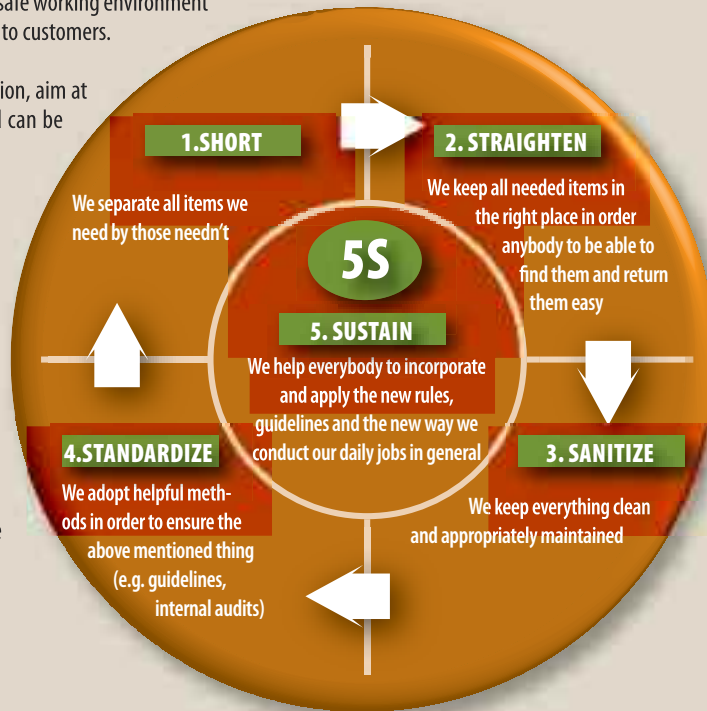 safe working environment
to customers.
ion, aim at
can be
1.SHORT
2. STRAIGHTEN
We separate all items we
need by those needn't
We keep all needed items in
the right place in order
anybody to be able to
find them and return
them easy
5S
5. SUSTAIN
We help everybody to incorporate
and apply the new rules,
guidelines and the new way we
conduct our daily jobs in general
4.STANDARDIZE
We adopt helpful meth-
ods in order to ensure the
above mentioned thing
(e.g. guidelines,
internal audits)
3. SANITIZE
We keep everything clean
and appropriately maintained